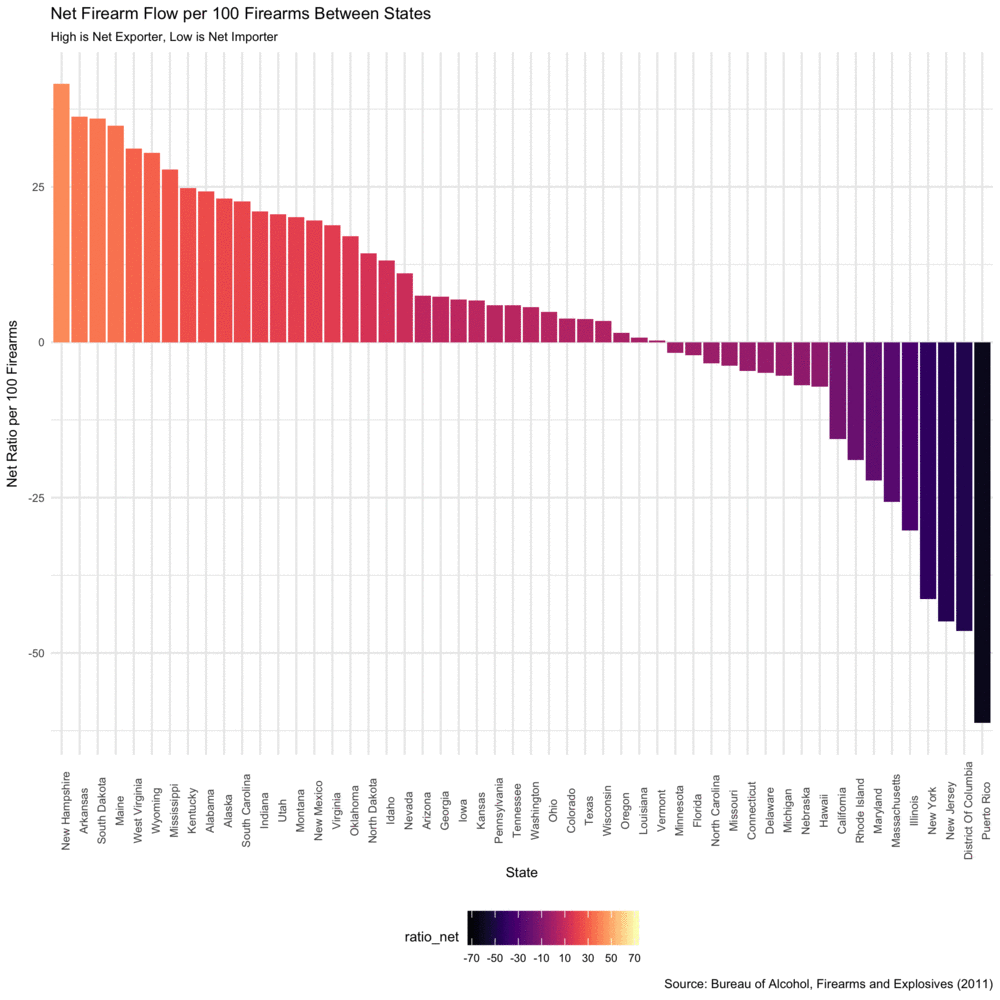 Net Firearm Flow per 100 Firearms Between States
High is Net Exporter, Low is Net Importer
Net Ratio per 100 Firearms
25
0
-25
-50
New Hampshire
Arkansas
South Dakota
Maine
West Virginia
Wyoming
Mississippi
Kentucky
Alabama
Alaska
South Carolina
Indiana
Utah
Montana
New Mexico
Virginia
Oklahoma
North Dakota
Idaho
Nevada
Arizona
Georgia
Iowa
Kansas
Pennsylvania
Tennessee
Washington
Ohio
Colorado
Texas
Wisconsin
Oregon
Louisiana
Vermont
Minnesota
Florida
North Carolina
Missouri
Connecticut
Delaware
Michigan
Nebraska
Hawaii
California
Rhode Island
Maryland
Massachusetts
Illinois
New York
New Jersey
District Of Columbia
Puerto Rico
State
ratio_net
-70 -50 -30 -10 10 30 50 70
Source: Bureau of Alcohol, Firearms and Explosives (2011)